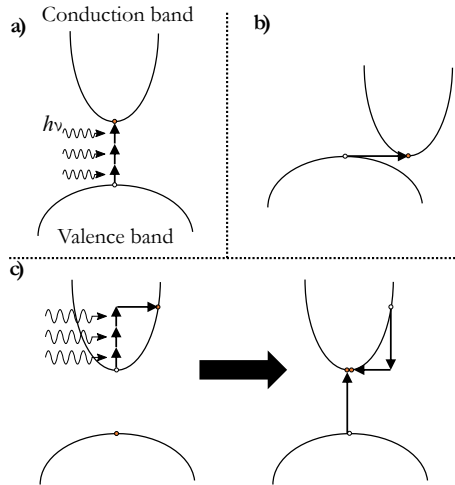 a)
Conduction band
b)
hν
Valence band
c)